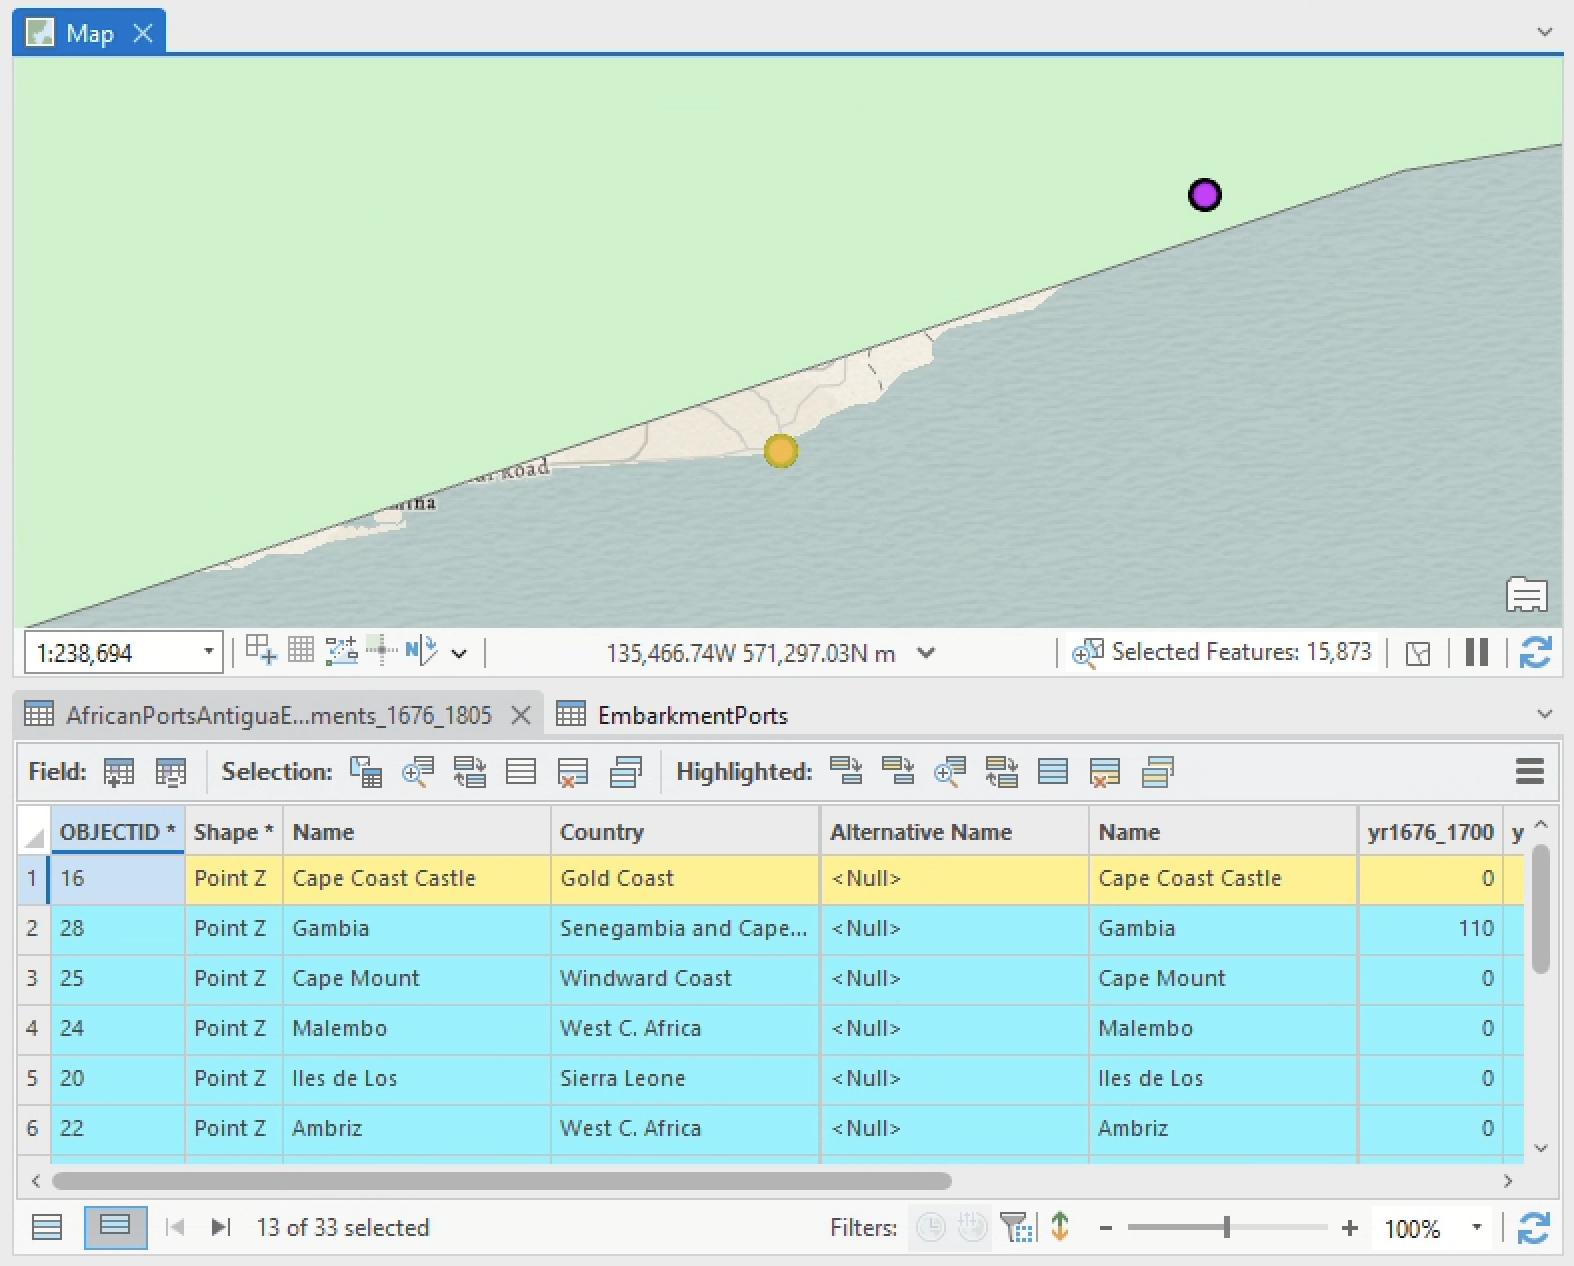 Map
Road
1:238,694
N
135,466.74W 571,297.03N m
Selected Features: 15,873
AfricanPortsAntiguaE...ments_1676_1805
EmbarkmentPorts
Field: Selection: Highlighted:
OBJECTID * Shape * Name Country Alternative Name Name yr1676_1700 y
1 16 Point Z Cape Coast Castle Gold Coast <Null> Cape Coast Castle 0
2 28 Point Z Gambia Senegambia and Cape... <Null> Gambia 110
3 25 Point Z Cape Mount Windward Coast <Null> Cape Mount 0
4 24 Point Z Malembo West C. Africa <Null> Malembo 0
5 20 Point Z Iles de Los Sierra Leone <Null> Iles de Los 0
6 22 Point Z Ambriz West C. Africa <Null> Ambriz 0
13 of 33 selected
Filters:
100%